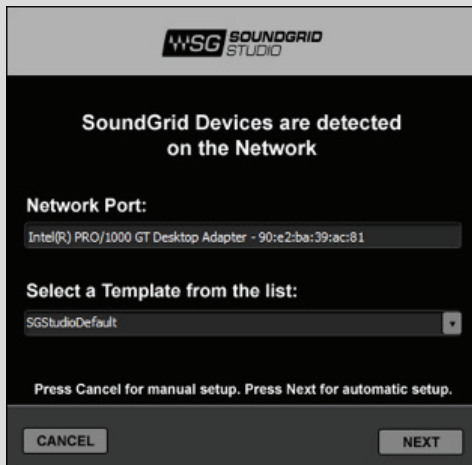 WSG SOUNDGRID
STUDIO
SoundGrid Devices are detected
on the Network
Network Port:
Intel(R) PRO/1000 GT Desktop Adapter - 90:e2:ba:39:ac:81
Select a Template from the list:
SGStudioDefault
Press Cancel for manual setup. Press Next for automatic setup.
CANCEL
NEXT